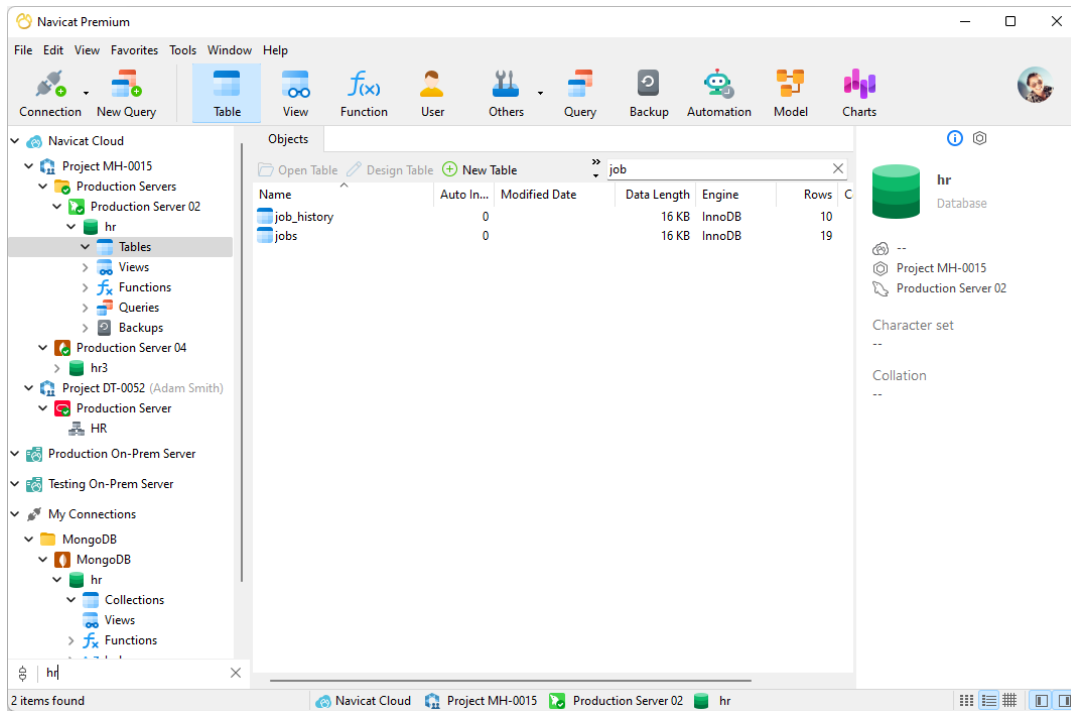 Navicat Premium
File Edit View Favorites Tools Window Help
Connection New Query Table View Function User Others Query Backup Automation Model Charts
Navicat Cloud
Project MH-0015
Production Servers
Production Server 02
hr
Tables
Views
Functions
Queries
Backups
Production Server 04
hr3
Project DT-0052 (Adam Smith)
Production Server
HR
Production On-Prem Server
Testing On-Prem Server
My Connections
MongoDB
MongoDB
hr
Collections
Views
Functions
hr
2 items found
Objects
Open Table Design Table New Table » job
Name Auto In... Modified Date Data Length Engine Rows C
job_history 0 16 KB InnoDB 10
jobs 0 16 KB InnoDB 19
hr
Database
--
Project MH-0015
Production Server 02
Character set
--
Collation
--
Navicat Cloud Project MH-0015 Production Server 02 hr